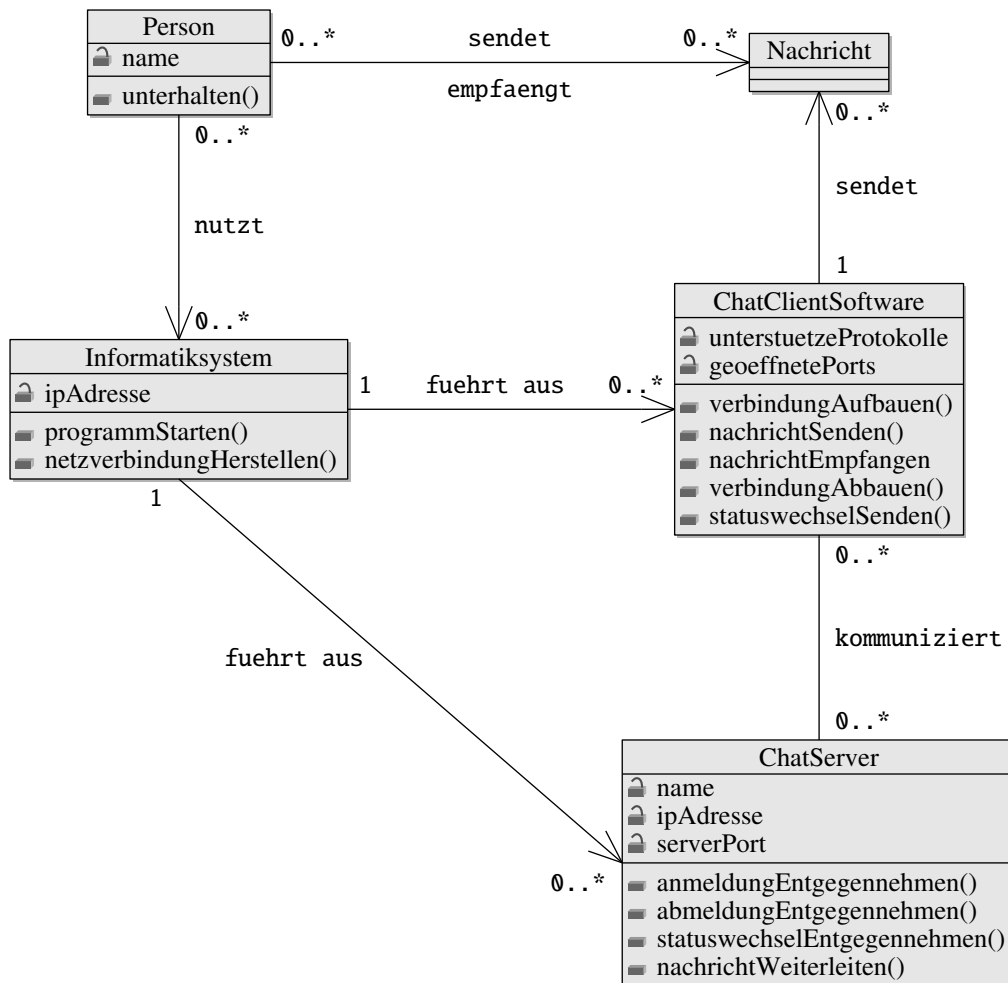 Person
name
unterhalten()
0..*
sendet
0..*
empfaengt
Nachricht
0..*
nutzt
0..*
0..*
sendet
1
Informatiksystem
ipAdresse
programmStarten()
netzverbindungHerstellen()
1
fuehrt aus
0..*
ChatClientSoftware
unterstuetzeProtokolle
geoeffnetePorts
verbindungAufbauen()
nachrichtSenden()
nachrichtEmpfangen
verbindungAbbauen()
statuswechselSenden()
1
fuehrt aus
0..*
0..*
kommuniziert
0..*
ChatServer
name
ipAdresse
serverPort
anmeldungEntgegennehmen()
abmeldungEntgegennehmen()
statuswechselEntgegennehmen()
nachrichtWeiterleiten()